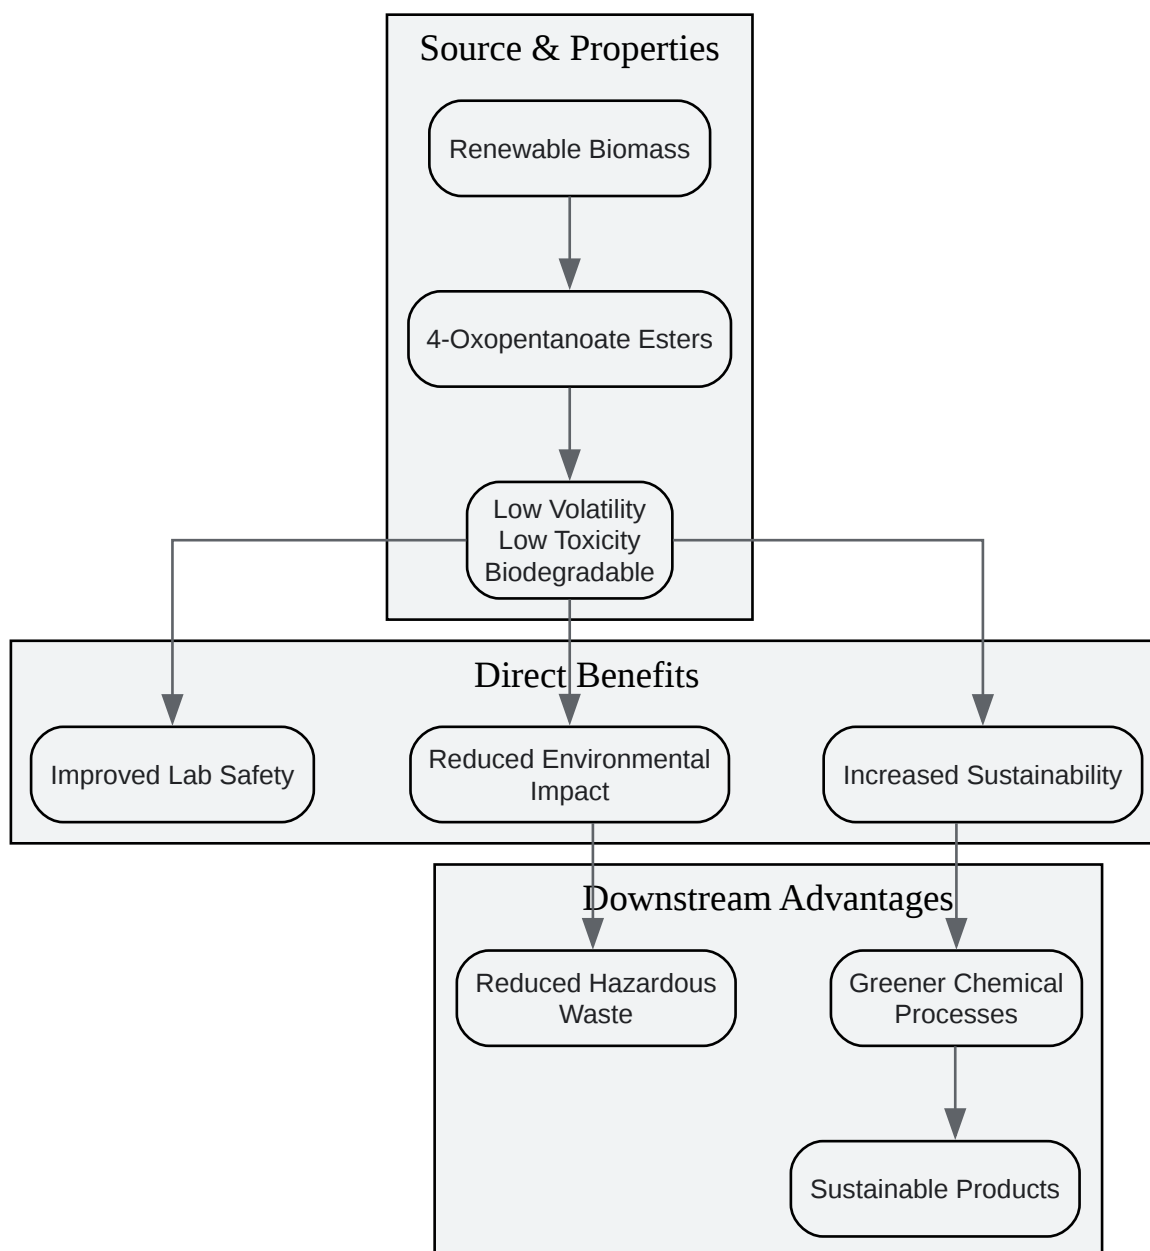 Source & Properties
Renewable Biomass
4-Oxopentanoate Esters
Low Volatility
Low Toxicity
Biodegradable
Direct Benefits
Improved Lab Safety
Reduced Environmental
Impact
Increased Sustainability
Downstream Advantages
Reduced Hazardous
Waste
Greener Chemical
Processes
Sustainable Products